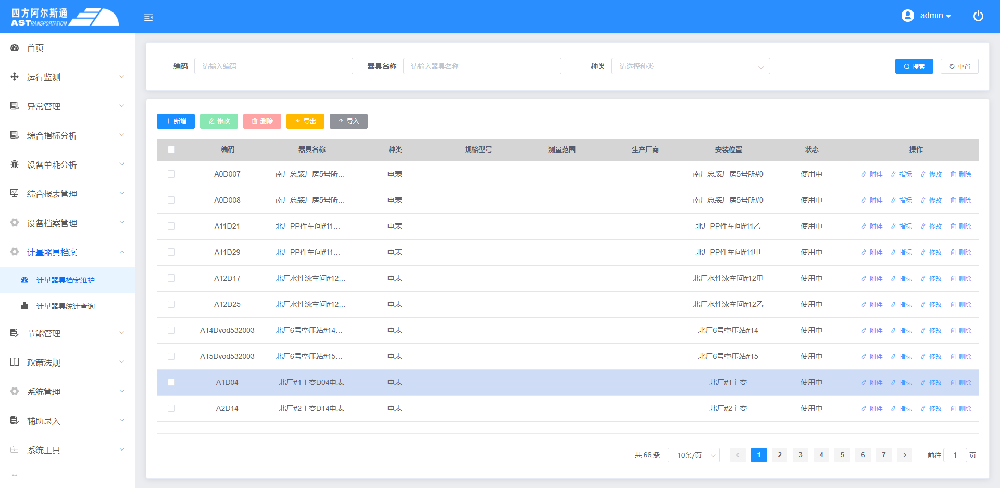 四方阿尔斯通
AST TRANSPORTATION
admin
首页
运行监测
异常管理
综合指标分析
设备单耗分析
综合报表管理
设备档案管理
计量器具档案
计量器具档案维护
计量器具统计查询
节能管理
政策法规
系统管理
辅助录入
系统工具
编码 请输入编码 器具名称 请输入器具名称 种类 请选择种类 搜索 重置
新增 修改 删除 导出 导入
编码 器具名称 种类 规格型号 测量范围 生产厂商 安装位置 状态 操作
A0D007 南厂总装厂房5号所... 电表 南厂总装厂房5号所#0 使用中 附件 指标 修改 删除
A0D008 南厂总装厂房5号所... 电表 南厂总装厂房5号所#0 使用中 附件 指标 修改 删除
A11D21 北厂PP件车间#11... 电表 北厂PP件车间#11乙 使用中 附件 指标 修改 删除
A11D29 北厂PP件车间#11... 电表 北厂PP件车间#11甲 使用中 附件 指标 修改 删除
A12D17 北厂水性漆车间#12... 电表 北厂水性漆车间#12甲 使用中 附件 指标 修改 删除
A12D25 北厂水性漆车间#12... 电表 北厂水性漆车间#12乙 使用中 附件 指标 修改 删除
A14Dvod532003 北厂6号空压站#14... 电表 北厂6号空压站#14 使用中 附件 指标 修改 删除
A15Dvod532003 北厂6号空压站#15... 电表 北厂6号空压站#15 使用中 附件 指标 修改 删除
A1D04 北厂#1主变D04电表 电表 北厂#1主变 使用中 附件 指标 修改 删除
A2D14 北厂#2主变D14电表 电表 北厂#2主变 使用中 附件 指标 修改 删除
共 66 条 10条/页 1 2 3 4 5 6 7 前往 1 页